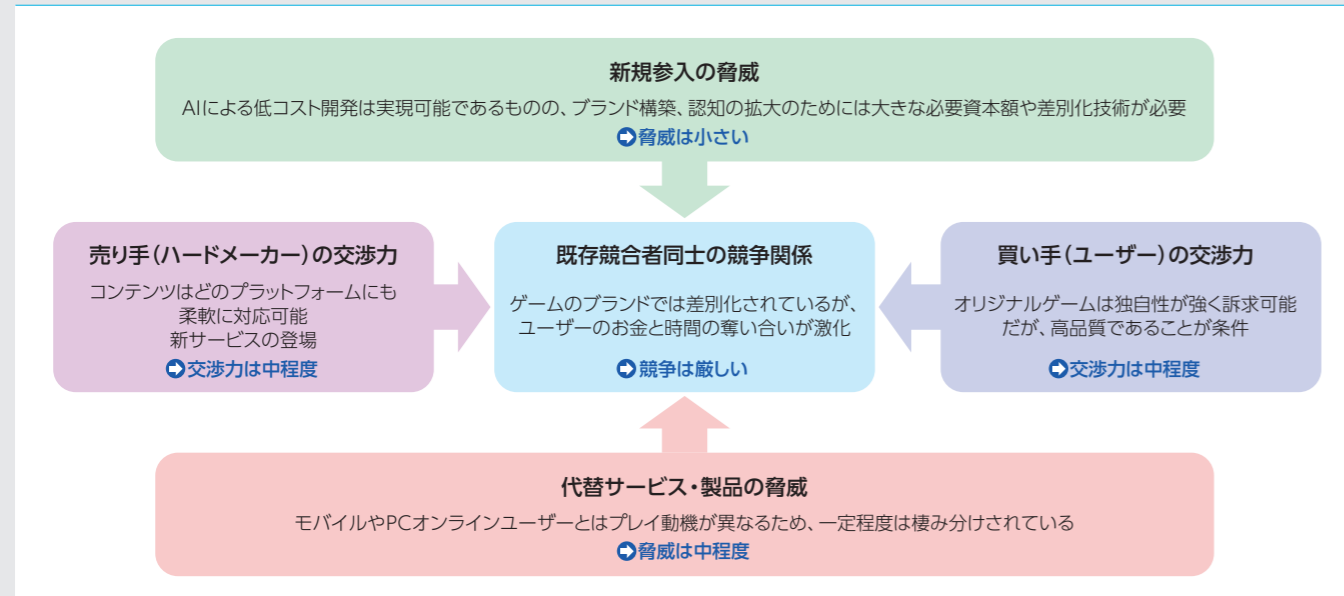 新規参入の脅威
AIによる低コスト開発は実現可能であるものの、ブランド構築、認知の拡大のためには大きな必要資本額や差別化技術が必要
脅威は小さい
売り手(ハードメーカー)の交渉力
コンテンツはどのプラットフォームにも
柔軟に対応可能
新サービスの登場
交渉力は中程度
既存競合者同士の競争関係
ゲームのブランドでは差別化されているが、
ユーザーのお金と時間の奪い合いが激化
競争は厳しい
買い手(ユーザー)の交渉力
オリジナルゲームは独自性が強く訴求可能
だが、高品質であることが条件
交渉力は中程度
代替サービス・製品の脅威
モバイルやPCオンラインユーザーとはプレイ動機が異なるため、一定程度は棲み分けされている
脅威は中程度